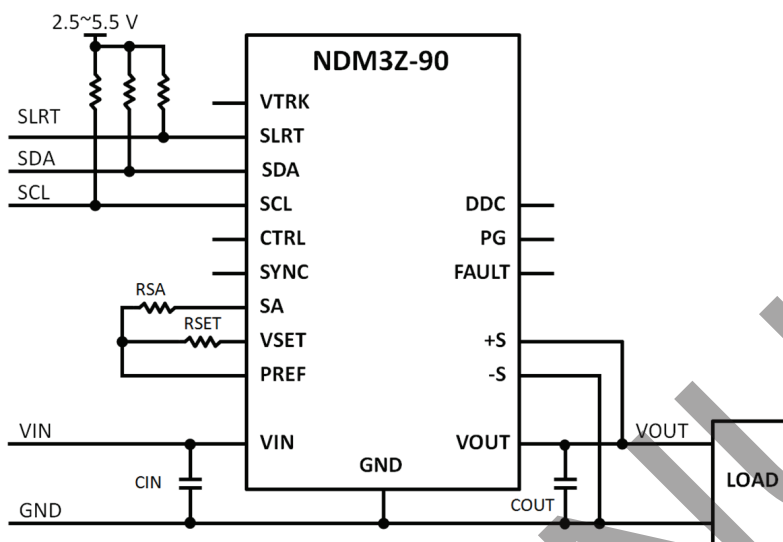 2.5~5.5 V
NDM3Z-90
VTRK
SLRT
SLRT
SDA
SDA
SCL
SCL
DDC
CTRL
PG
SYNC
FAULT
RSA
SA
RSET
VSET
+S
PREF
-S
VIN
VIN
VOUT
VOUT
GND
CIN
COUT
LOAD
GND